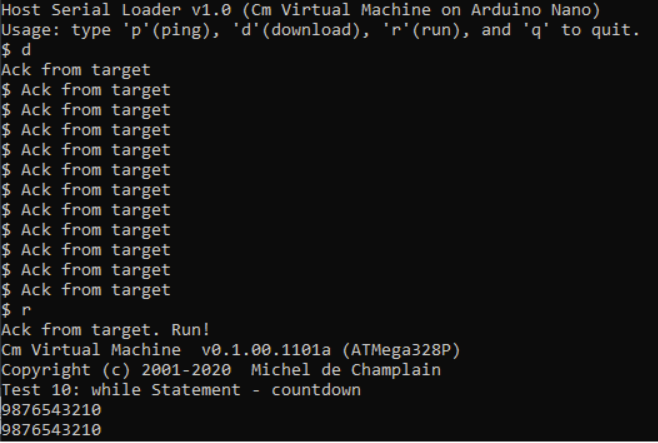 Host Serial Loader v1.0 (Cm Virtual Machine on Arduino Nano)
Usage: type 'p'(ping), 'd'(download), 'r'(run), and 'q' to quit.
$ d
Ack from target
$ Ack from target
$ Ack from target
$ Ack from target
$ Ack from target
$ Ack from target
$ Ack from target
$ Ack from target
$ Ack from target
$ Ack from target
$ Ack from target
$ Ack from target
$ r
Ack from target. Run!
Cm Virtual Machine  v0.1.00.1101a (ATMega328P)
Copyright (c) 2001-2020  Michel de Champlain
Test 10: while Statement - countdown
9876543210
9876543210